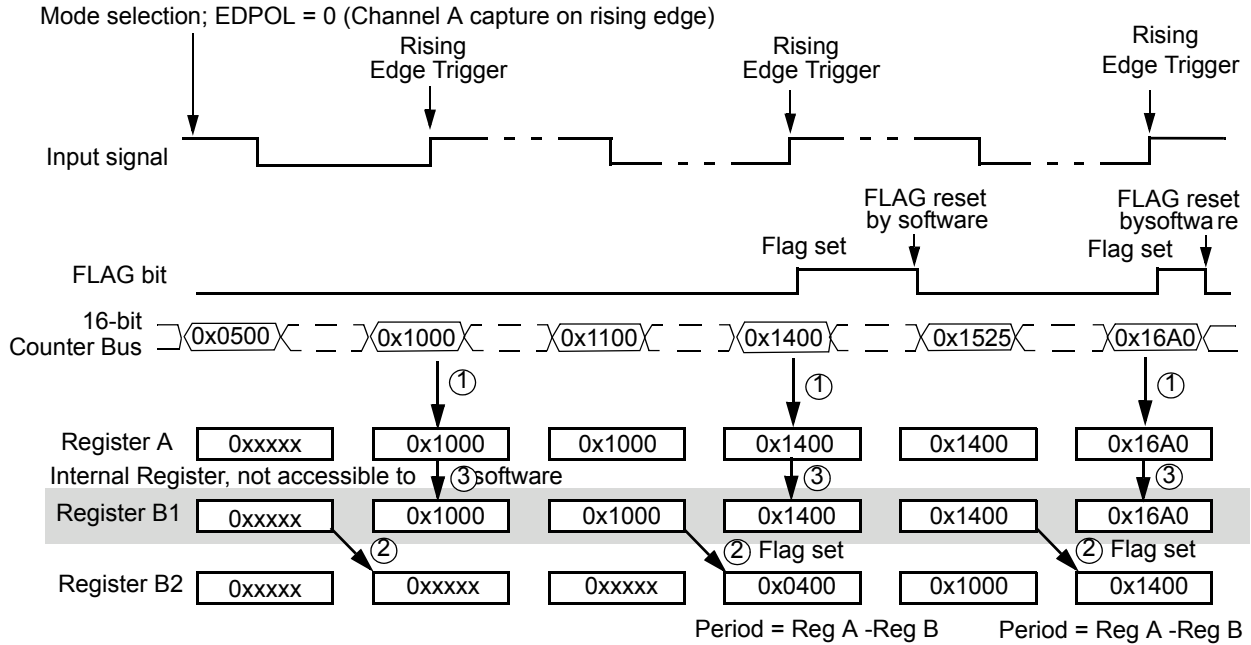 Mode selection; EDPOL = 0 (Channel A capture on rising edge)
Rising
Edge Trigger
Rising
Edge Trigger
Rising
Edge Trigger
Input signal
FLAG reset
by software
FLAG reset
bysoftwa re
Flag set
Flag set
FLAG bit
16-bit
Counter Bus
0x0500 0x1000 0x1100 0x1400 0x1525 0x16A0
1 1 1
Register A 0xxxxx 0x1000 0x1000 0x1400 0x1400 0x16A0
Internal Register, not accessible to 3 software 3 3
Register B1 0xxxxx 0x1000 0x1000 0x1400 0x1400 0x16A0
2 2 Flag set 2 Flag set
Register B2 0xxxxx 0xxxxx 0xxxxx 0x0400 0x1000 0x1400
Period = Reg A -Reg B Period = Reg A -Reg B